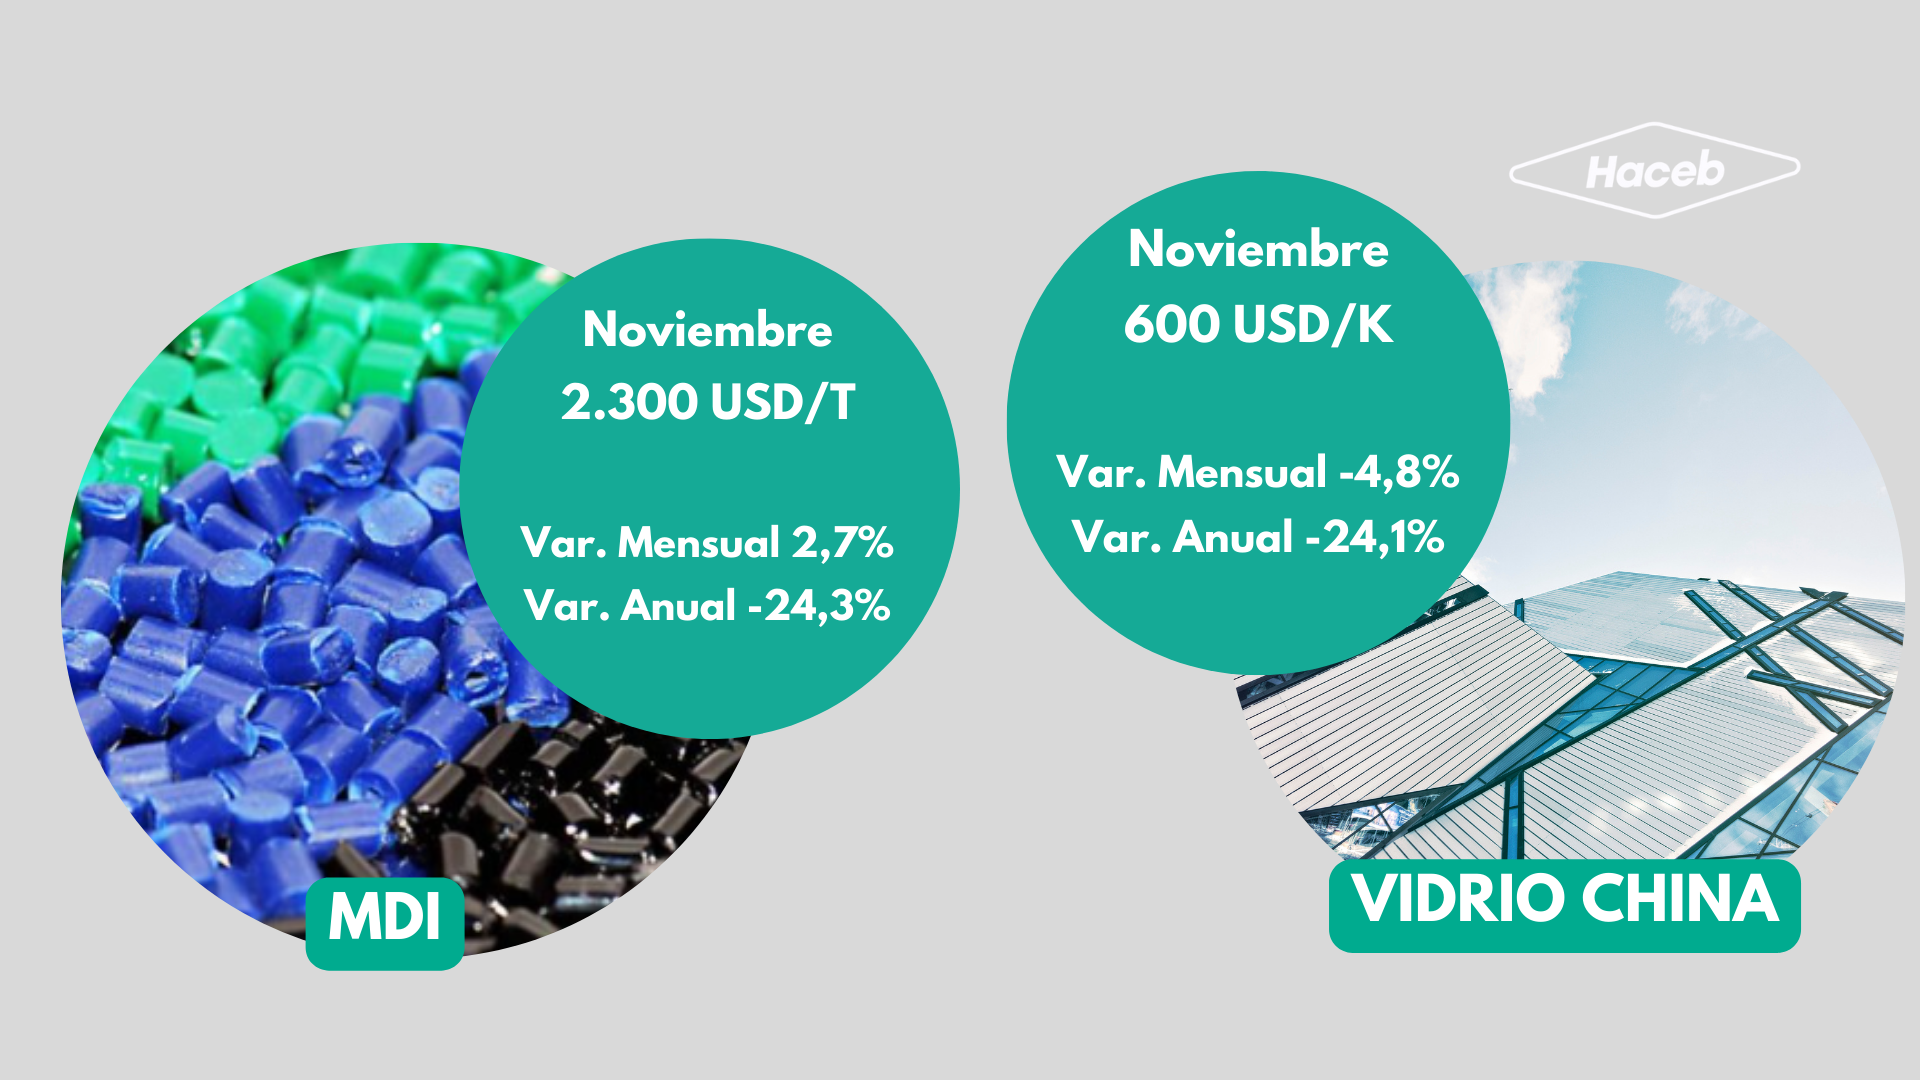 Haceb
Noviembre
2.300 USD/T
Var. Mensual 2,7%
Var. Anual -24,3%
MDI
Noviembre
600 USD/K
Var. Mensual -4,8%
Var. Anual -24,1%
VIDRIO CHINA